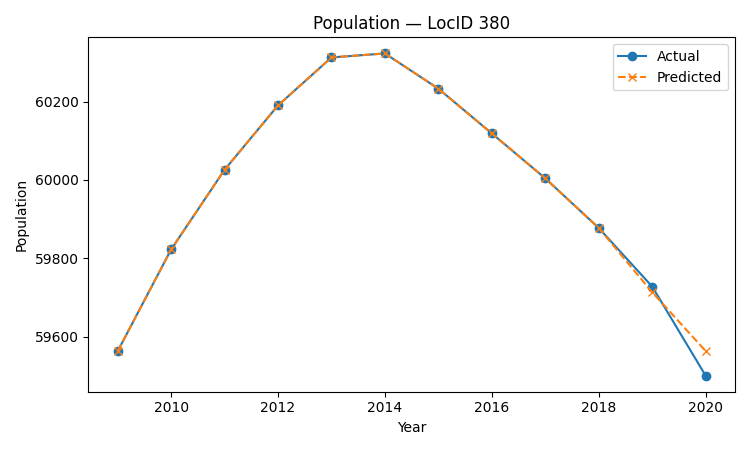 Population — LocID 380
Actual
Predicted
60200
60000
59800
59600
Population
2010 2012 2014 2016 2018 2020
Year